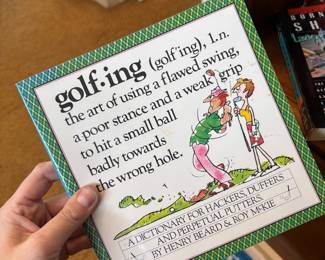 golf·ing (golf'ing), 1.n.
the art of using a flawed swing,
a poor stance and a weak grip
to hit a small ball
badly towards
the wrong hole.
A DICTIONARY FOR HACKERS, DUFFERS
AND PERPETUAL PUTTERS
BY HENRY BEARD & ROY McKIE